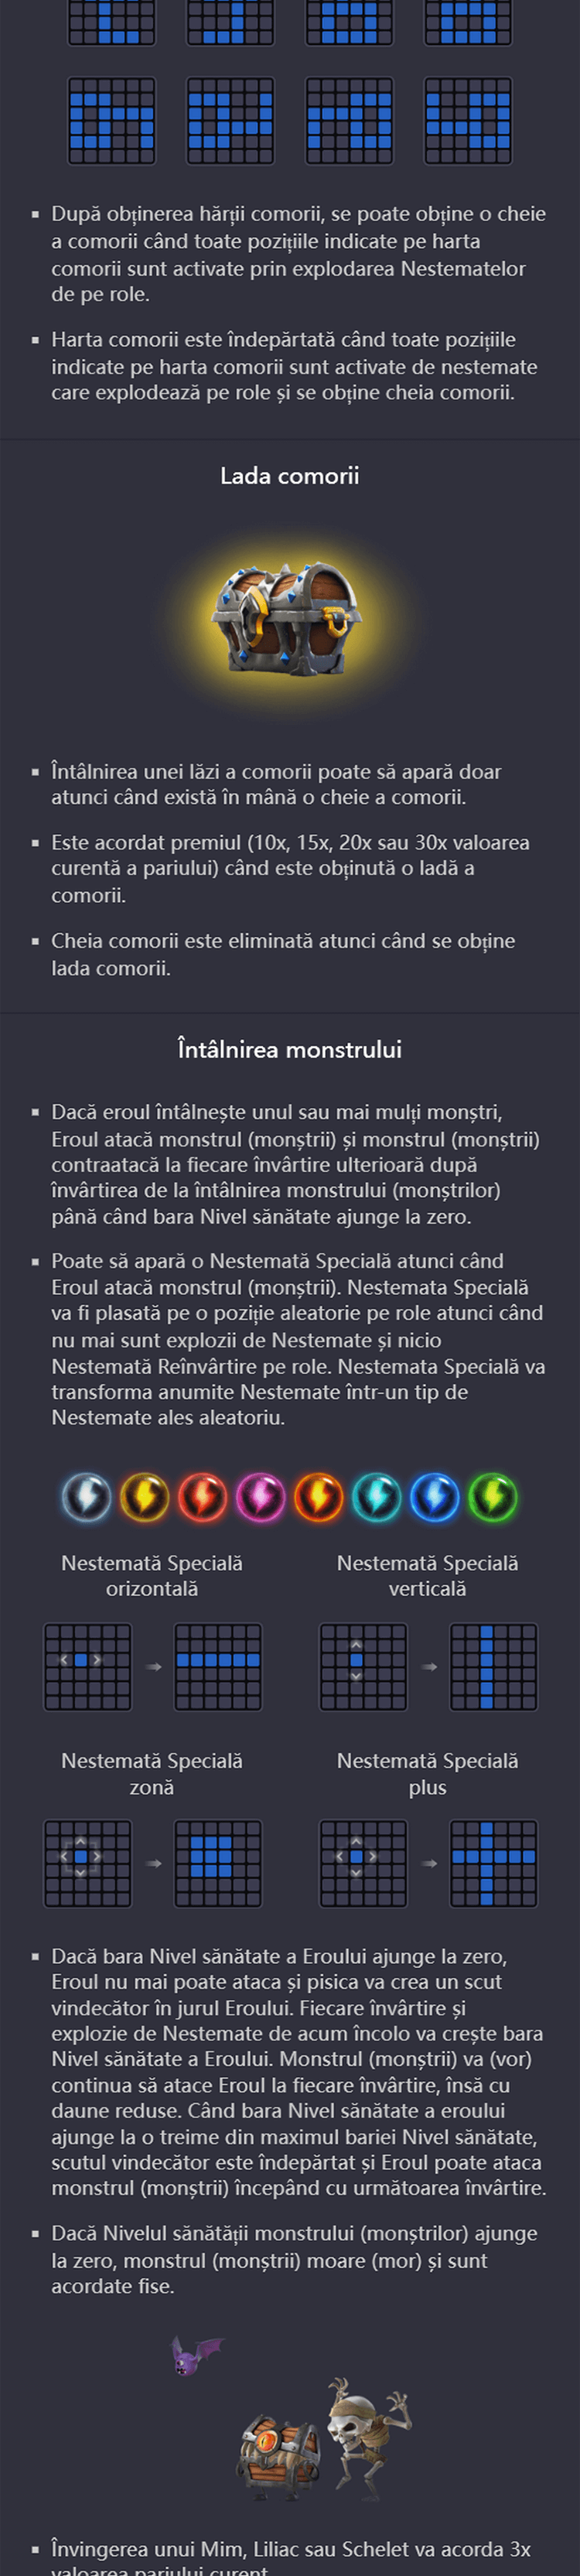 ▪ După obținerea hărții comorii, se poate obține o cheie
a comorii când toate pozițiile indicate pe harta
comorii sunt activate prin explodarea Nestematelor
de pe role.
▪ Harta comorii este îndepărtată când toate pozițiile
indicate pe harta comorii sunt activate de nestemate
care explodează pe role și se obține cheia comorii.
Lada comorii
▪ Întâlnirea unei lăzi a comorii poate să apară doar
atunci când există în mână o cheie a comorii.
▪ Este acordat premiul (10x, 15x, 20x sau 30x valoarea
curentă a pariului) când este obținută o ladă a
comorii.
▪ Cheia comorii este eliminată atunci când se obține
lada comorii.
Întâlnirea monstrului
▪ Dacă eroul întâlnește unul sau mai mulți monștri,
Eroul atacă monstrul (monștrii) și monstrul (monștrii)
contraatacă la fiecare învârtire ulterioară după
învârtirea de la întâlnirea monstrului (monștrilor)
până când bara Nivel sănătate ajunge la zero.
▪ Poate să apară o Nestemată Specială atunci când
Eroul atacă monstrul (monștrii). Nestemata Specială
va fi plasată pe o poziție aleatorie pe role atunci când
nu mai sunt explozii de Nestemate și nicio
Nestemată Reînvârtire pe role. Nestemata Specială va
transforma anumite Nestemate într-un tip de
Nestemate ales aleatoriu.
Nestemată Specială
orizontală
Nestemată Specială
verticală
Nestemată Specială
zonă
Nestemată Specială
plus
▪ Dacă bara Nivel sănătate a Eroului ajunge la zero,
Eroul nu mai poate ataca și pisica va crea un scut
vindecător în jurul Eroului. Fiecare învârtire și
explozie de Nestemate de acum încolo va crește bara
Nivel sănătate a Eroului. Monstrul (monștrii) va (vor)
continua să atace Eroul la fiecare învârtire, însă cu
daune reduse. Când bara Nivel sănătate a eroului
ajunge la o treime din maximul bariei Nivel sănătate,
scutul vindecător este îndepărtat și Eroul poate ataca
monstrul (monștrii) începând cu următoarea învârtire.
▪ Dacă Nivelul sănătății monstrului (monștrilor) ajunge
la zero, monstrul (monștrii) moare (mor) și sunt
acordate fise.
▪ Învingerea unui Mim, Liliac sau Schelet va acorda 3x
valoarea pariului curent